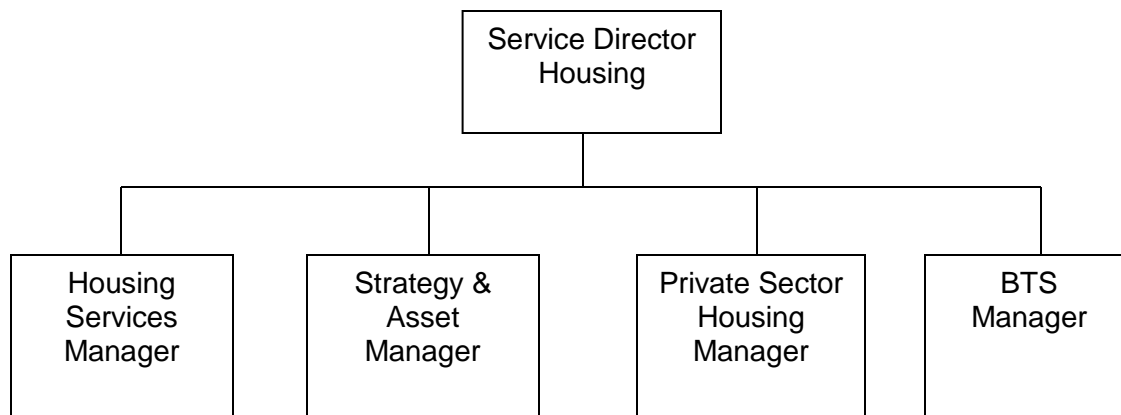 Service Director
Housing
Housing
Services
Manager
Strategy &
Asset
Manager
Private Sector
Housing
Manager
BTS
Manager